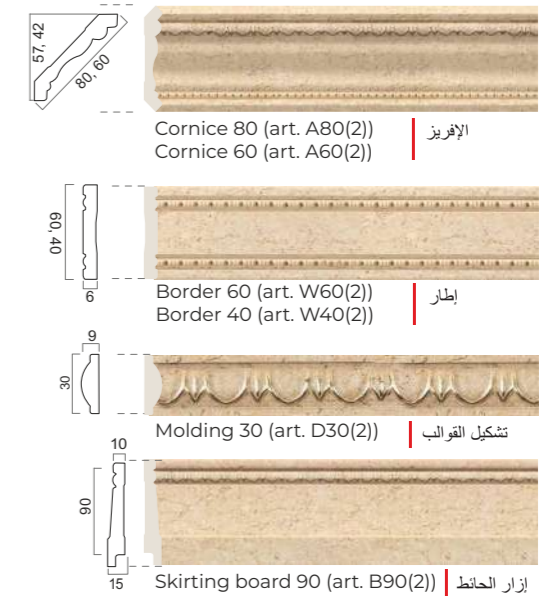 57, 42
80, 60
Cornice 80 (art. A80(2))
Cornice 60 (art. A60(2))
الإفريز
60, 40
6
Border 60 (art. W60(2))
Border 40 (art. W40(2))
إطار
9
30
Molding 30 (art. D30(2))
تشكيل القوالب
10
90
15
Skirting board 90 (art. B90(2))
إزار الحائط